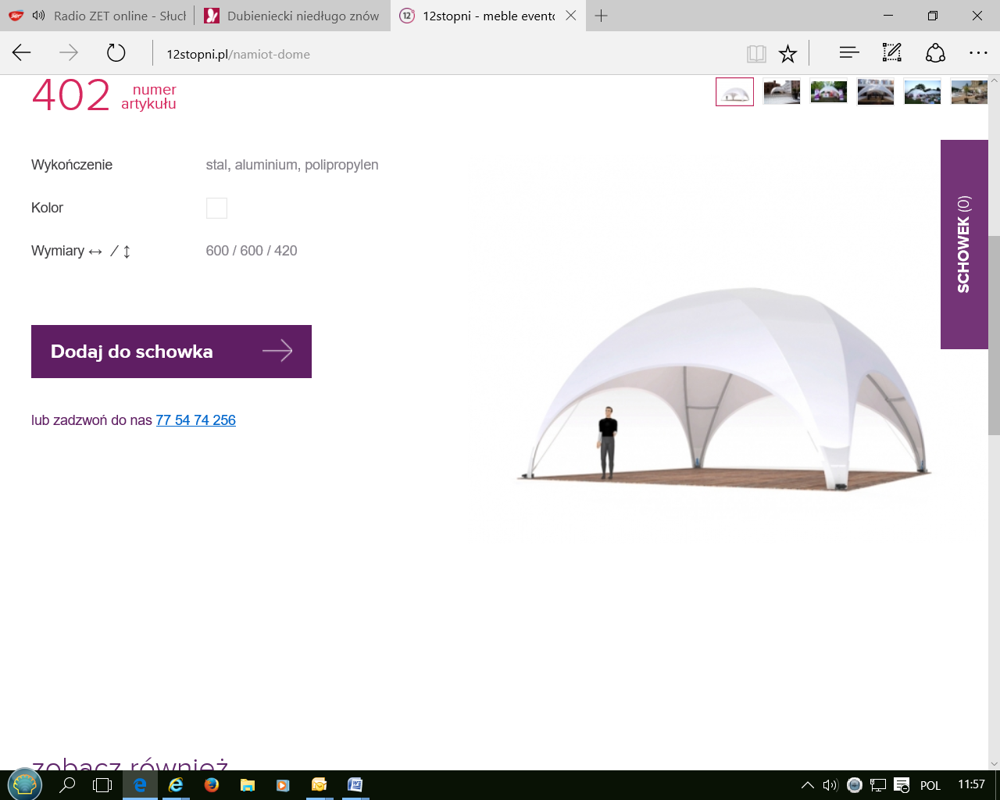 Radio ZET online - Słuch
Dubieniecki niedługo znów
12stopni - meble evento
12stopni.pl/namiot-dome
402 numer
artykułu
Wykończenie stal, aluminium, polipropylen
Kolor
Wymiary ↔ / ↕ 600 / 600 / 420
SCHOWEK (0)
Dodaj do schowka
lub zadzwoń do nas 77 54 74 256
zobacz również
POL 11:57